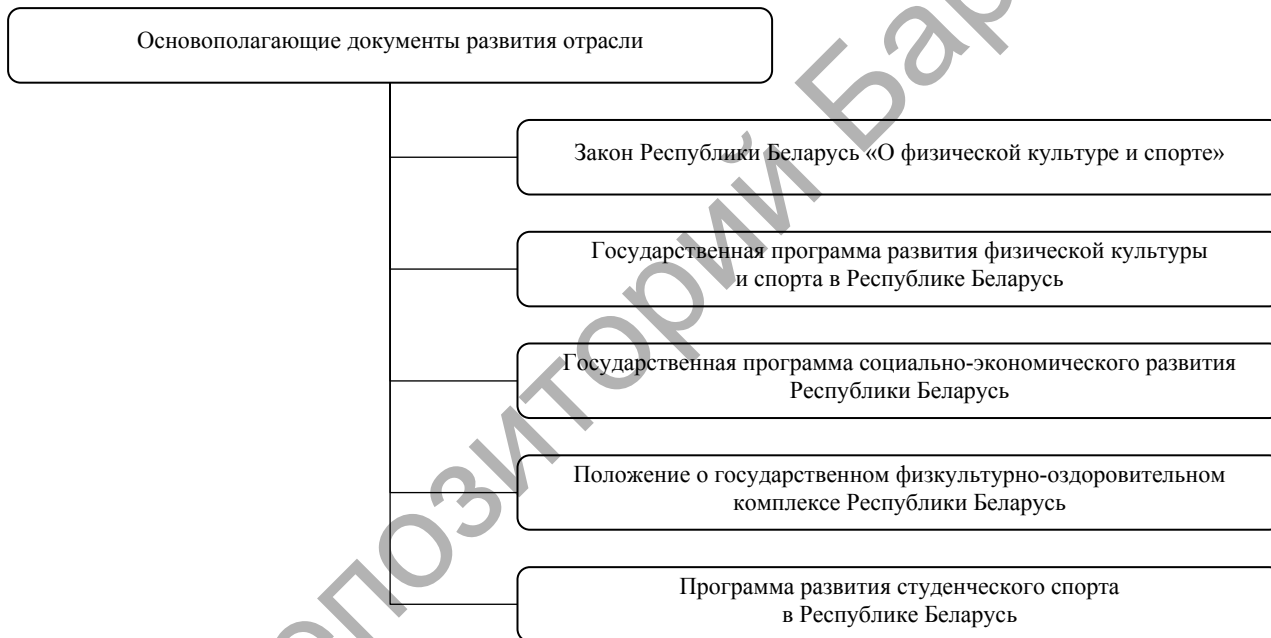 Основополагающие документы развития отрасли
Закон Республики Беларусь «О физической культуре и спорте»
Государственная программа развития физической культуры
и спорта в Республике Беларусь
Государственная программа социально-экономического развития
Республики Беларусь
Положение о государственном физкультурно-оздоровительном
комплексе Республики Беларусь
Программа развития студенческого спорта
в Республике Беларусь